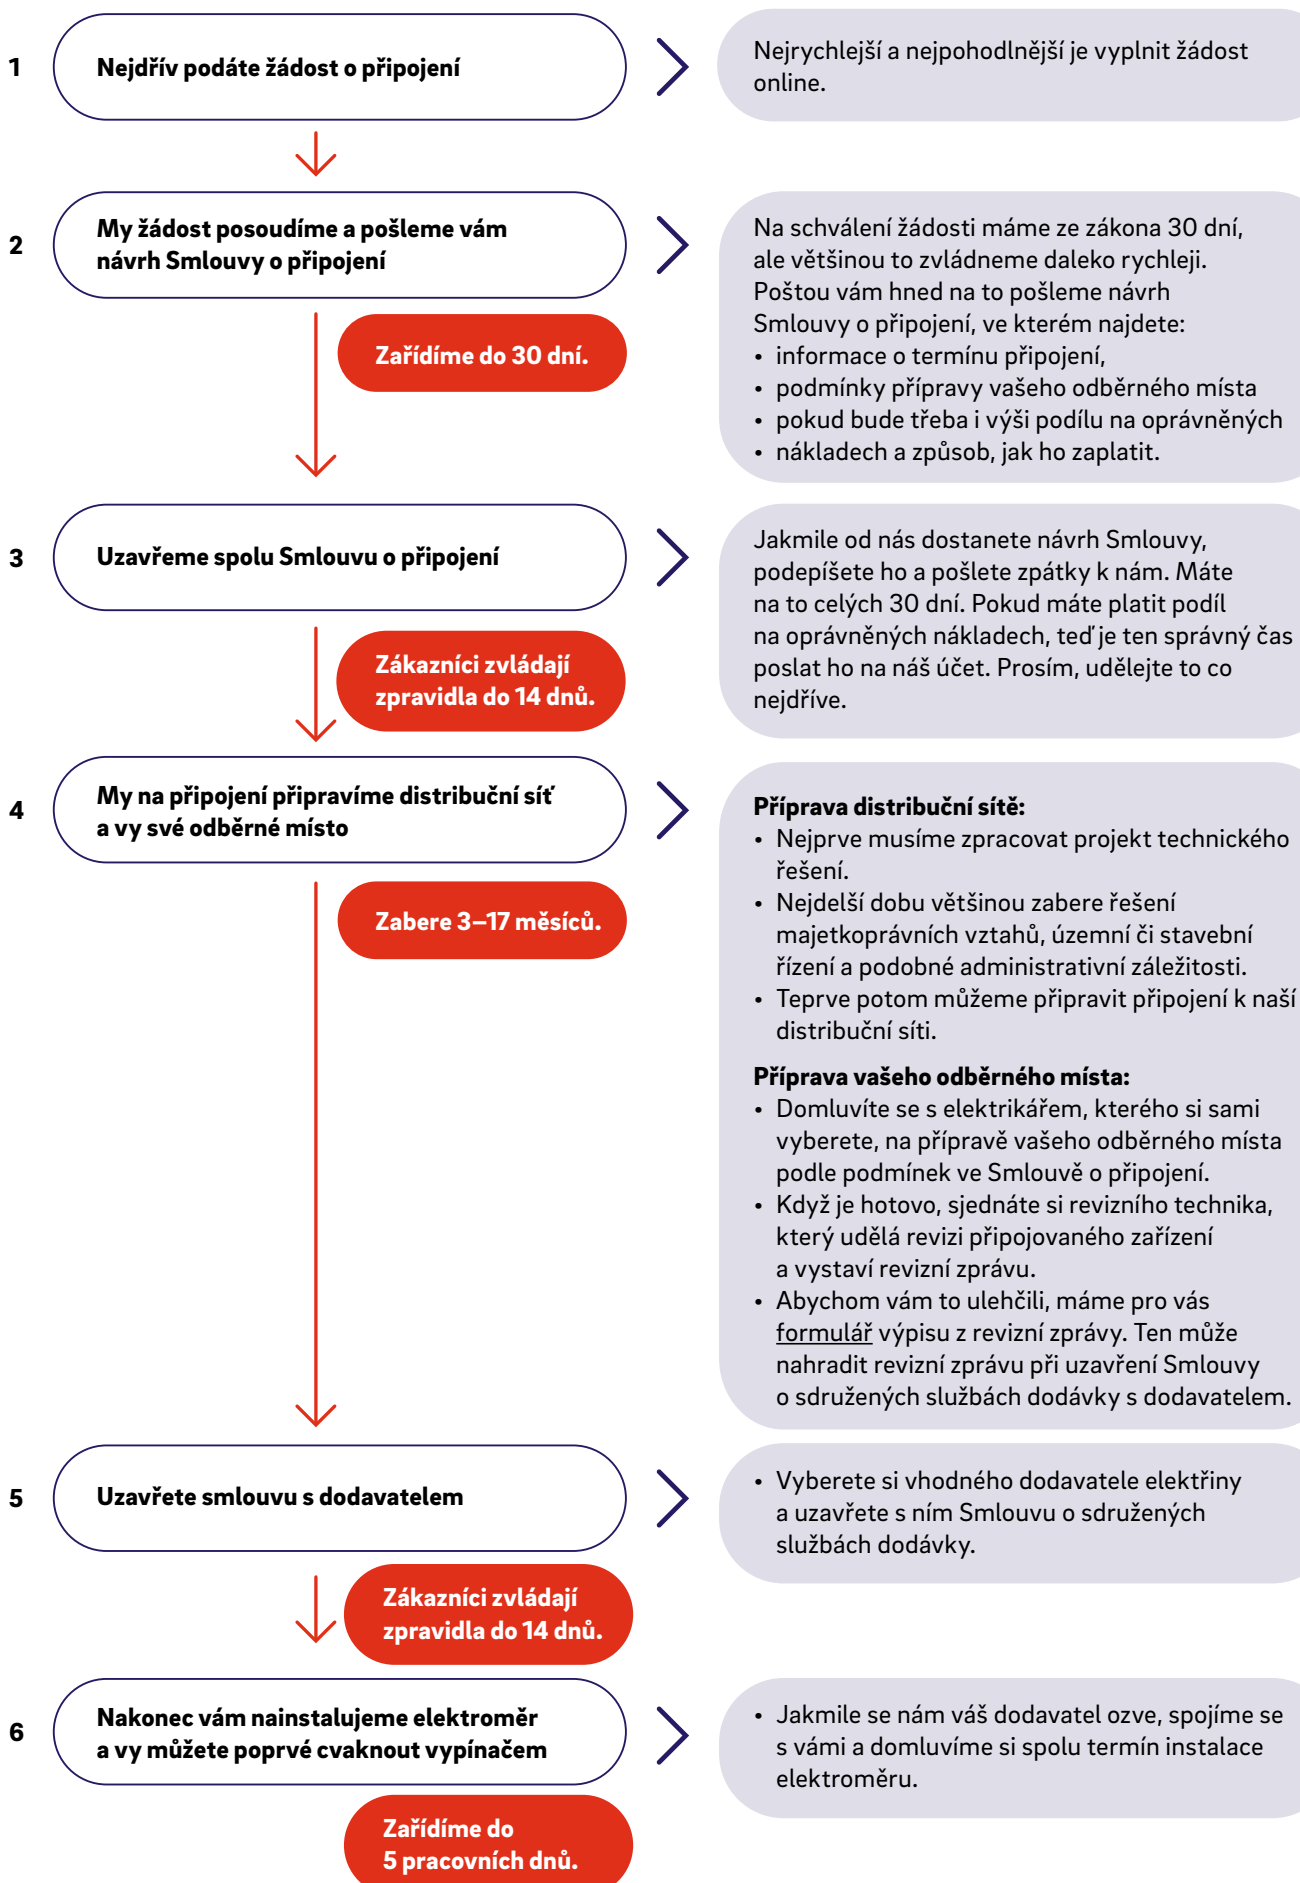 1
Nejdřív podáte žádost o připojení
Nejrychlejší a nejpohodlnější je vyplnit žádost
online.
2
My žádost posoudíme a pošleme vám
návrh Smlouvy o připojení
Zařídíme do 30 dní.
Na schválení žádosti máme ze zákona 30 dní,
ale většinou to zvládneme daleko rychleji.
Poštou vám hned na to pošleme návrh
Smlouvy o připojení, ve kterém najdete:
• informace o termínu připojení,
• podmínky přípravy vašeho odběrného místa
• pokud bude třeba i výši podílu na oprávněných
• nákladech a způsob, jak ho zaplatit.
3
Uzavřeme spolu Smlouvu o připojení
Zákazníci zvládají
zpravidla do 14 dnů.
Jakmile od nás dostanete návrh Smlouvy,
podepíšete ho a pošlete zpátky k nám. Máte
na to celých 30 dní. Pokud máte platit podíl
na oprávněných nákladech, teď je ten správný čas
poslat ho na náš účet. Prosím, udělejte to co
nejdříve.
4
My na připojení připravíme distribuční síť
a vy své odběrné místo
Zabere 3–17 měsíců.
Příprava distribuční sítě:
• Nejprve musíme zpracovat projekt technického
řešení.
• Nejdelší dobu většinou zabere řešení
majetkoprávních vztahů, územní či stavební
řízení a podobné administrativní záležitosti.
• Teprve potom můžeme připravit připojení k naší
distribuční síti.
Příprava vašeho odběrného místa:
• Domluvíte se s elektrikářem, kterého si sami
vyberete, na přípravě vašeho odběrného místa
podle podmínek ve Smlouvě o připojení.
• Když je hotovo, sjednáte si revizního technika,
který udělá revizi připojovaného zařízení
a vystaví revizní zprávu.
• Abychom vám to ulehčili, máme pro vás
formulář výpisu z revizní zprávy. Ten může
nahradit revizní zprávu při uzavření Smlouvy
o sdružených službách dodávky s dodavatelem.
5
Uzavřete smlouvu s dodavatelem
Zákazníci zvládají
zpravidla do 14 dnů.
• Vyberete si vhodného dodavatele elektřiny
a uzavřete s ním Smlouvu o sdružených
službách dodávky.
6
Nakonec vám nainstalujeme elektroměr
a vy můžete poprvé cvaknout vypínačem
Zařídíme do
5 pracovních dnů.
• Jakmile se nám váš dodavatel ozve, spojíme se
s vámi a domluvíme si spolu termín instalace
elektroměru.